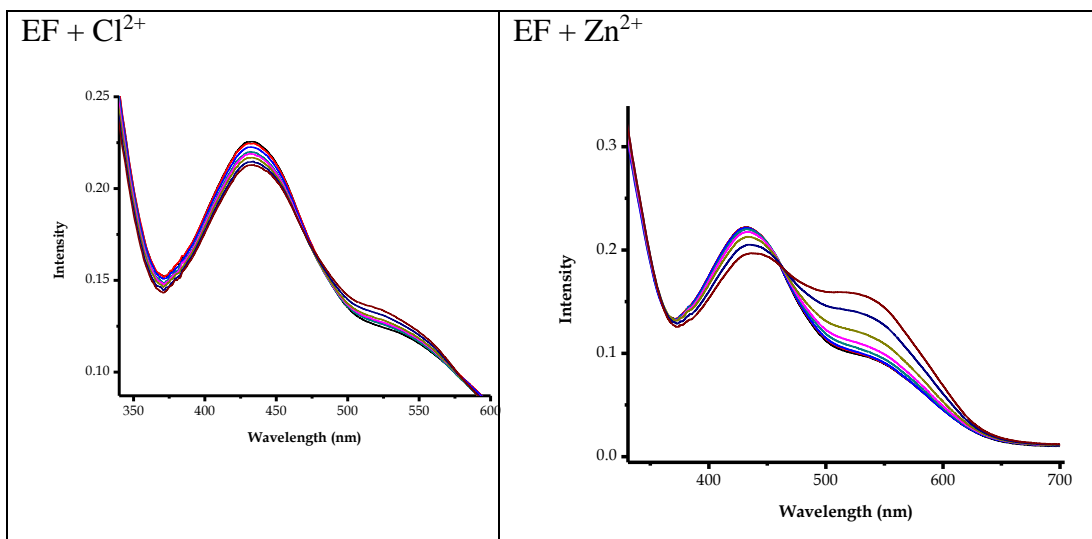 EF + Cl²⁺
EF + Zn²⁺
0.25
0.20
0.15
0.10
Intensity
350 400 450 500 550 600
Wavelength (nm)
0.3
0.2
0.1
0.0
Intensity
400 500 600 700
Wavelength (nm)